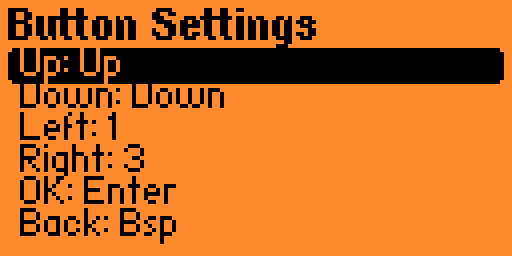 Button Settings
Up: Up
Down: Down
Left: 1
Right: 3
OK: Enter
Back: Bsp